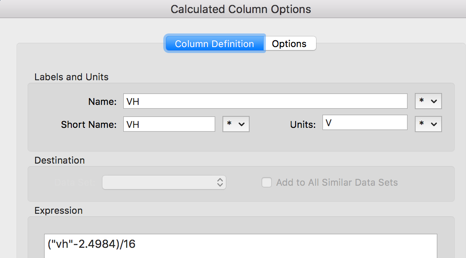 Calculated Column Options
Column Definition Options
Labels and Units
Name: VH *
Short Name: VH * Units: V *
Destination
Add to All Similar Data Sets
Expression
("vh"-2.4984)/16